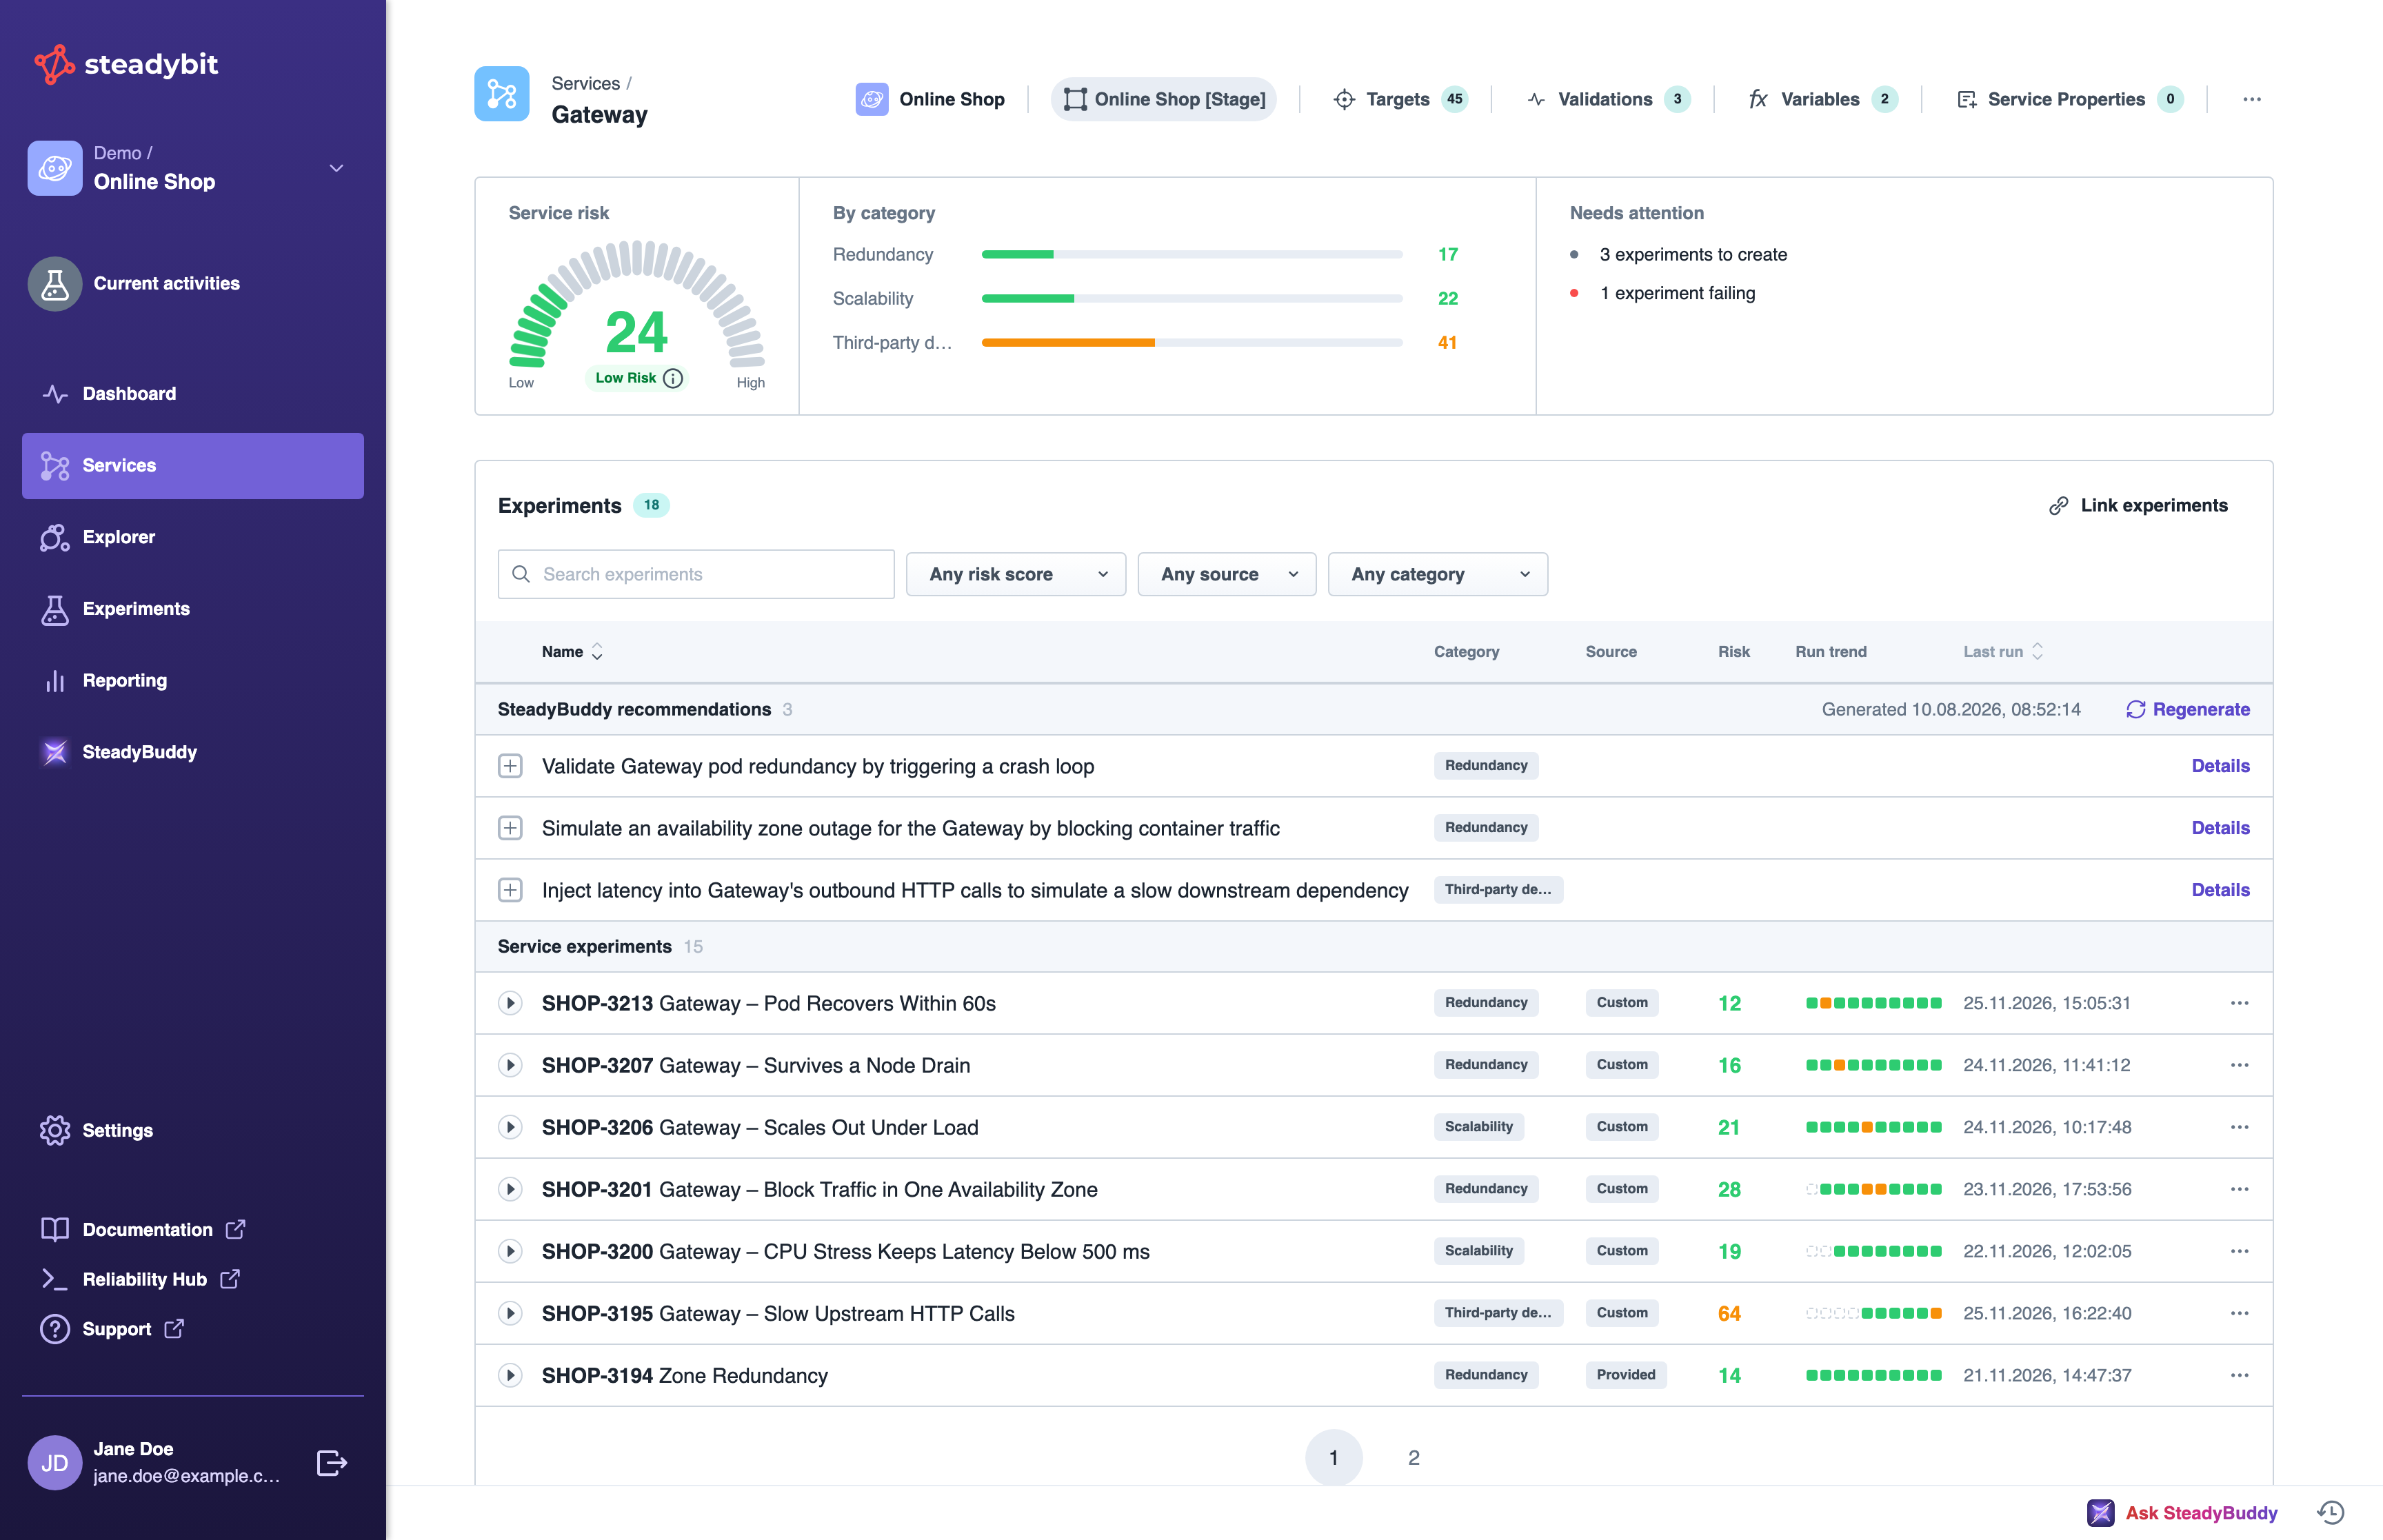 steadybit
Demo /
Online Shop
Current activities
Dashboard
Services
Explorer
Experiments
Reporting
SteadyBuddy
Settings
Documentation
Reliability Hub
Support
JD
Jane Doe
jane.doe@example.c...
Services /
Gateway
Online Shop
Online Shop [Stage]
Targets 45
Validations 3
fx Variables 2
Service Properties 0
Service risk
24
Low Risk
Low
High
By category
Redundancy 17
Scalability 22
Third-party d... 41
Needs attention
3 experiments to create
1 experiment failing
Experiments 18
Link experiments
Search experiments
Any risk score
Any source
Any category
Name Category Source Risk Run trend Last run
SteadyBuddy recommendations 3 Generated 10.08.2026, 08:52:14 Regenerate
Validate Gateway pod redundancy by triggering a crash loop Redundancy Details
Simulate an availability zone outage for the Gateway by blocking container traffic Redundancy Details
Inject latency into Gateway's outbound HTTP calls to simulate a slow downstream dependency Third-party de... Details
Service experiments 15
SHOP-3213 Gateway – Pod Recovers Within 60s Redundancy Custom 12 25.11.2026, 15:05:31
SHOP-3207 Gateway – Survives a Node Drain Redundancy Custom 16 24.11.2026, 11:41:12
SHOP-3206 Gateway – Scales Out Under Load Scalability Custom 21 24.11.2026, 10:17:48
SHOP-3201 Gateway – Block Traffic in One Availability Zone Redundancy Custom 28 23.11.2026, 17:53:56
SHOP-3200 Gateway – CPU Stress Keeps Latency Below 500 ms Scalability Custom 19 22.11.2026, 12:02:05
SHOP-3195 Gateway – Slow Upstream HTTP Calls Third-party de... Custom 64 25.11.2026, 16:22:40
SHOP-3194 Zone Redundancy Redundancy Provided 14 21.11.2026, 14:47:37
1 2
Ask SteadyBuddy